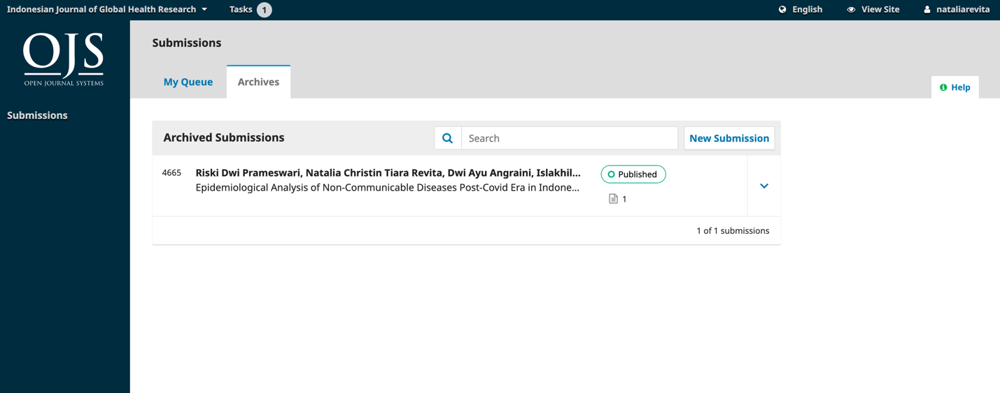 Indonesian Journal of Global Health Research Tasks 1 English View Site nataliarevita
OJS
OPEN JOURNAL SYSTEMS
Submissions
Submissions
My Queue Archives
Help
Archived Submissions Search New Submission
4665 Riski Dwi Prameswari, Natalia Christin Tiara Revita, Dwi Ayu Angraini, Islakhil... Published
Epidemiological Analysis of Non-Communicable Diseases Post-Covid Era in Indone...
1
1 of 1 submissions